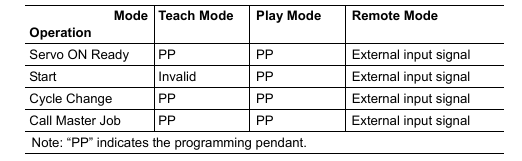 Mode Teach Mode Play Mode Remote Mode
Operation
Servo ON Ready PP PP External input signal
Start Invalid PP External input signal
Cycle Change PP PP External input signal
Call Master Job PP PP External input signal
Note: “PP” indicates the programming pendant.